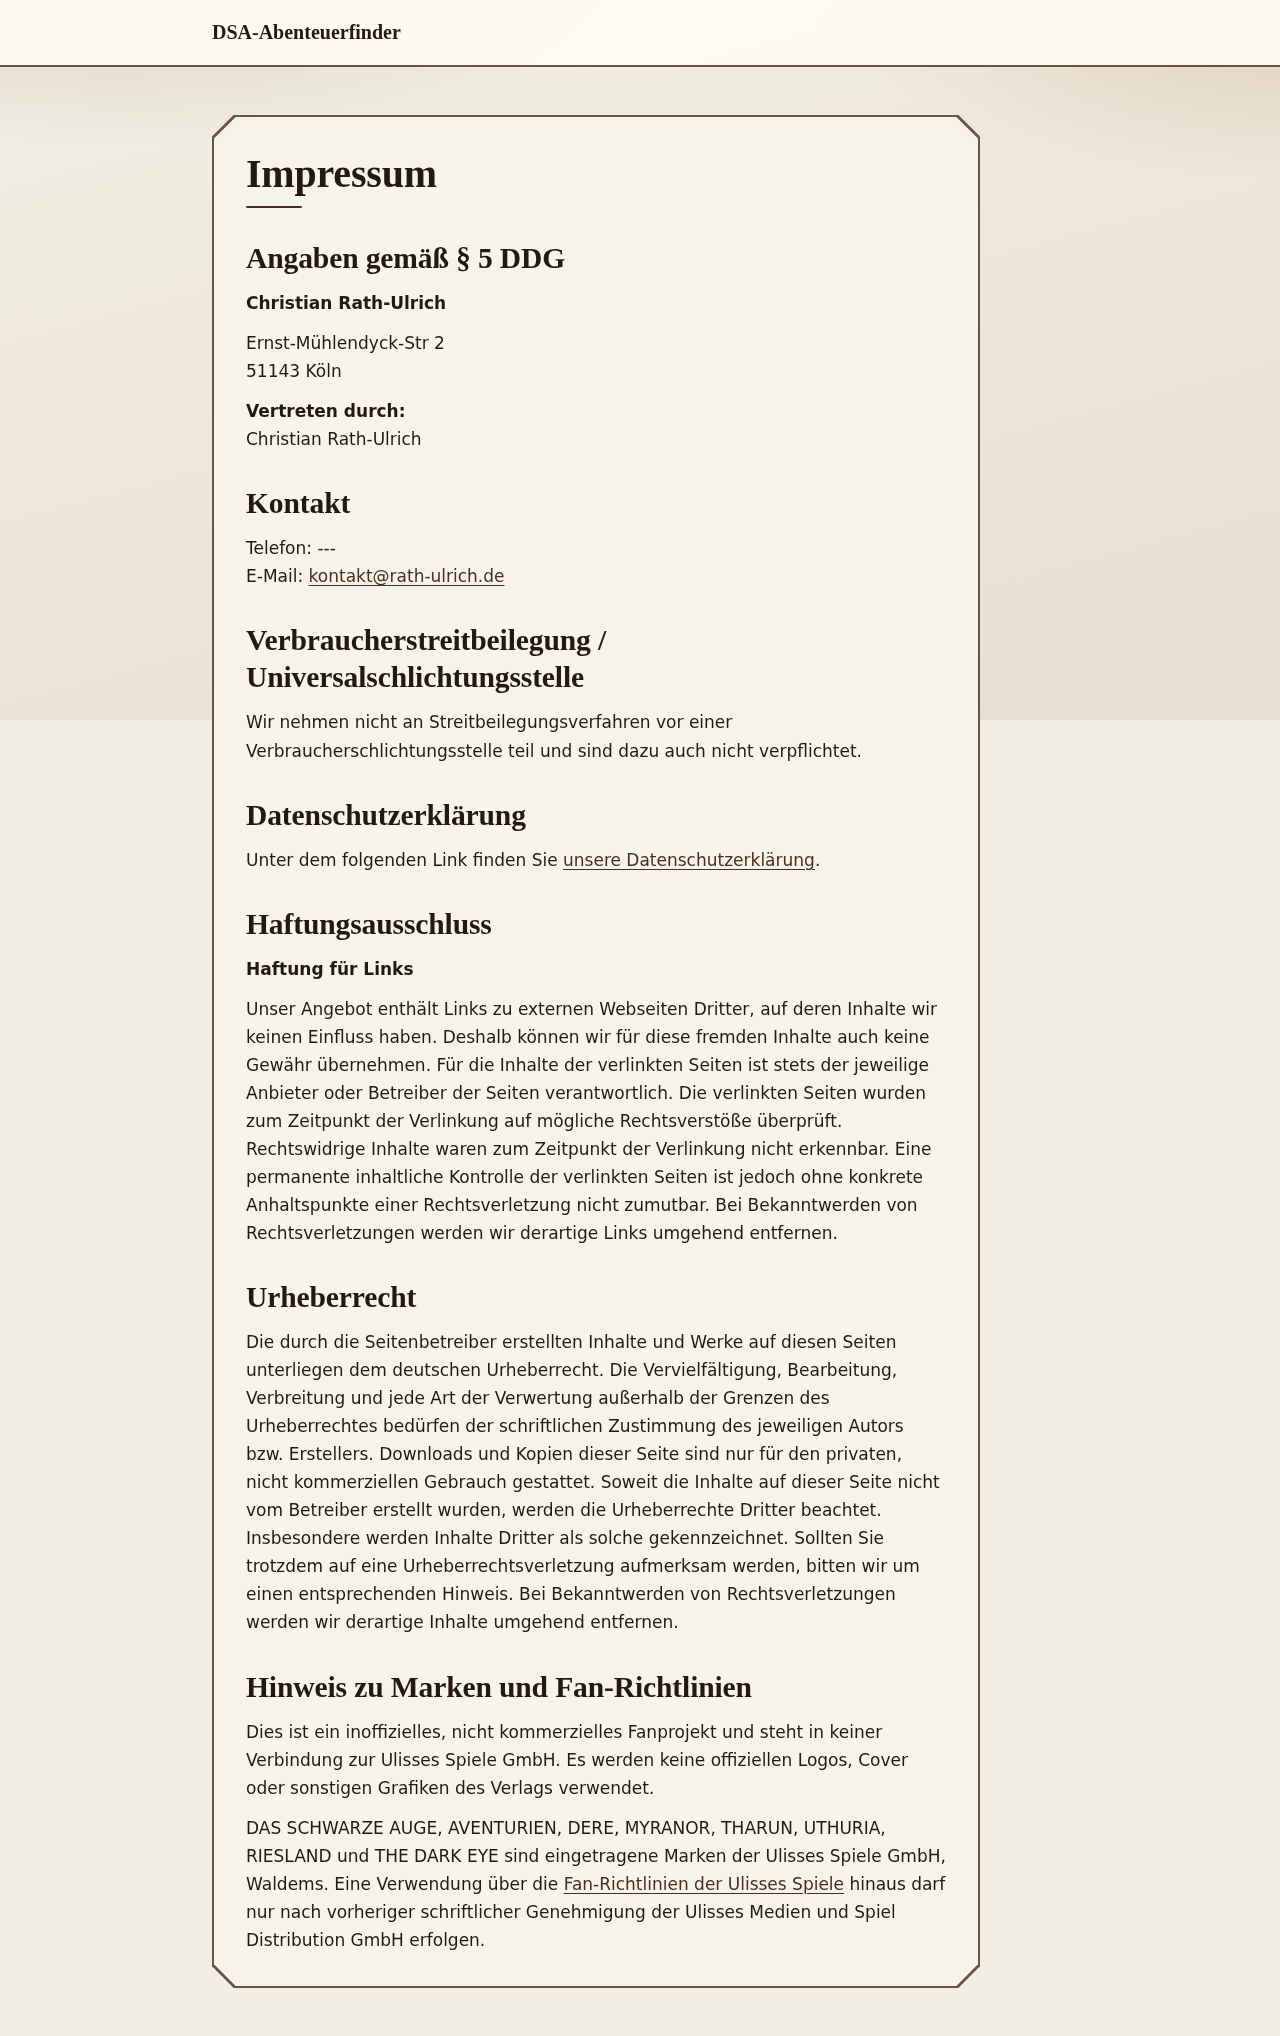 DSA-Abenteuerfinder
Impressum
Angaben gemäß § 5 DDG
Christian Rath-Ulrich
Ernst-Mühlendyck-Str 2
51143 Köln
Vertreten durch:
Christian Rath-Ulrich
Kontakt
Telefon: ---
E-Mail: kontakt@rath-ulrich.de
Verbraucherstreitbeilegung /
Universalschlichtungsstelle
Wir nehmen nicht an Streitbeilegungsverfahren vor einer
Verbraucherschlichtungsstelle teil und sind dazu auch nicht verpflichtet.
Datenschutzerklärung
Unter dem folgenden Link finden Sie unsere Datenschutzerklärung.
Haftungsausschluss
Haftung für Links
Unser Angebot enthält Links zu externen Webseiten Dritter, auf deren Inhalte wir
keinen Einfluss haben. Deshalb können wir für diese fremden Inhalte auch keine
Gewähr übernehmen. Für die Inhalte der verlinkten Seiten ist stets der jeweilige
Anbieter oder Betreiber der Seiten verantwortlich. Die verlinkten Seiten wurden
zum Zeitpunkt der Verlinkung auf mögliche Rechtsverstöße überprüft.
Rechtswidrige Inhalte waren zum Zeitpunkt der Verlinkung nicht erkennbar. Eine
permanente inhaltliche Kontrolle der verlinkten Seiten ist jedoch ohne konkrete
Anhaltspunkte einer Rechtsverletzung nicht zumutbar. Bei Bekanntwerden von
Rechtsverletzungen werden wir derartige Links umgehend entfernen.
Urheberrecht
Die durch die Seitenbetreiber erstellten Inhalte und Werke auf diesen Seiten
unterliegen dem deutschen Urheberrecht. Die Vervielfältigung, Bearbeitung,
Verbreitung und jede Art der Verwertung außerhalb der Grenzen des
Urheberrechtes bedürfen der schriftlichen Zustimmung des jeweiligen Autors
bzw. Erstellers. Downloads und Kopien dieser Seite sind nur für den privaten,
nicht kommerziellen Gebrauch gestattet. Soweit die Inhalte auf dieser Seite nicht
vom Betreiber erstellt wurden, werden die Urheberrechte Dritter beachtet.
Insbesondere werden Inhalte Dritter als solche gekennzeichnet. Sollten Sie
trotzdem auf eine Urheberrechtsverletzung aufmerksam werden, bitten wir um
einen entsprechenden Hinweis. Bei Bekanntwerden von Rechtsverletzungen
werden wir derartige Inhalte umgehend entfernen.
Hinweis zu Marken und Fan-Richtlinien
Dies ist ein inoffizielles, nicht kommerzielles Fanprojekt und steht in keiner
Verbindung zur Ulisses Spiele GmbH. Es werden keine offiziellen Logos, Cover
oder sonstigen Grafiken des Verlags verwendet.
DAS SCHWARZE AUGE, AVENTURIEN, DERE, MYRANOR, THARUN, UTHURIA,
RIESLAND und THE DARK EYE sind eingetragene Marken der Ulisses Spiele GmbH,
Waldems. Eine Verwendung über die Fan-Richtlinien der Ulisses Spiele hinaus darf
nur nach vorheriger schriftlicher Genehmigung der Ulisses Medien und Spiel
Distribution GmbH erfolgen.